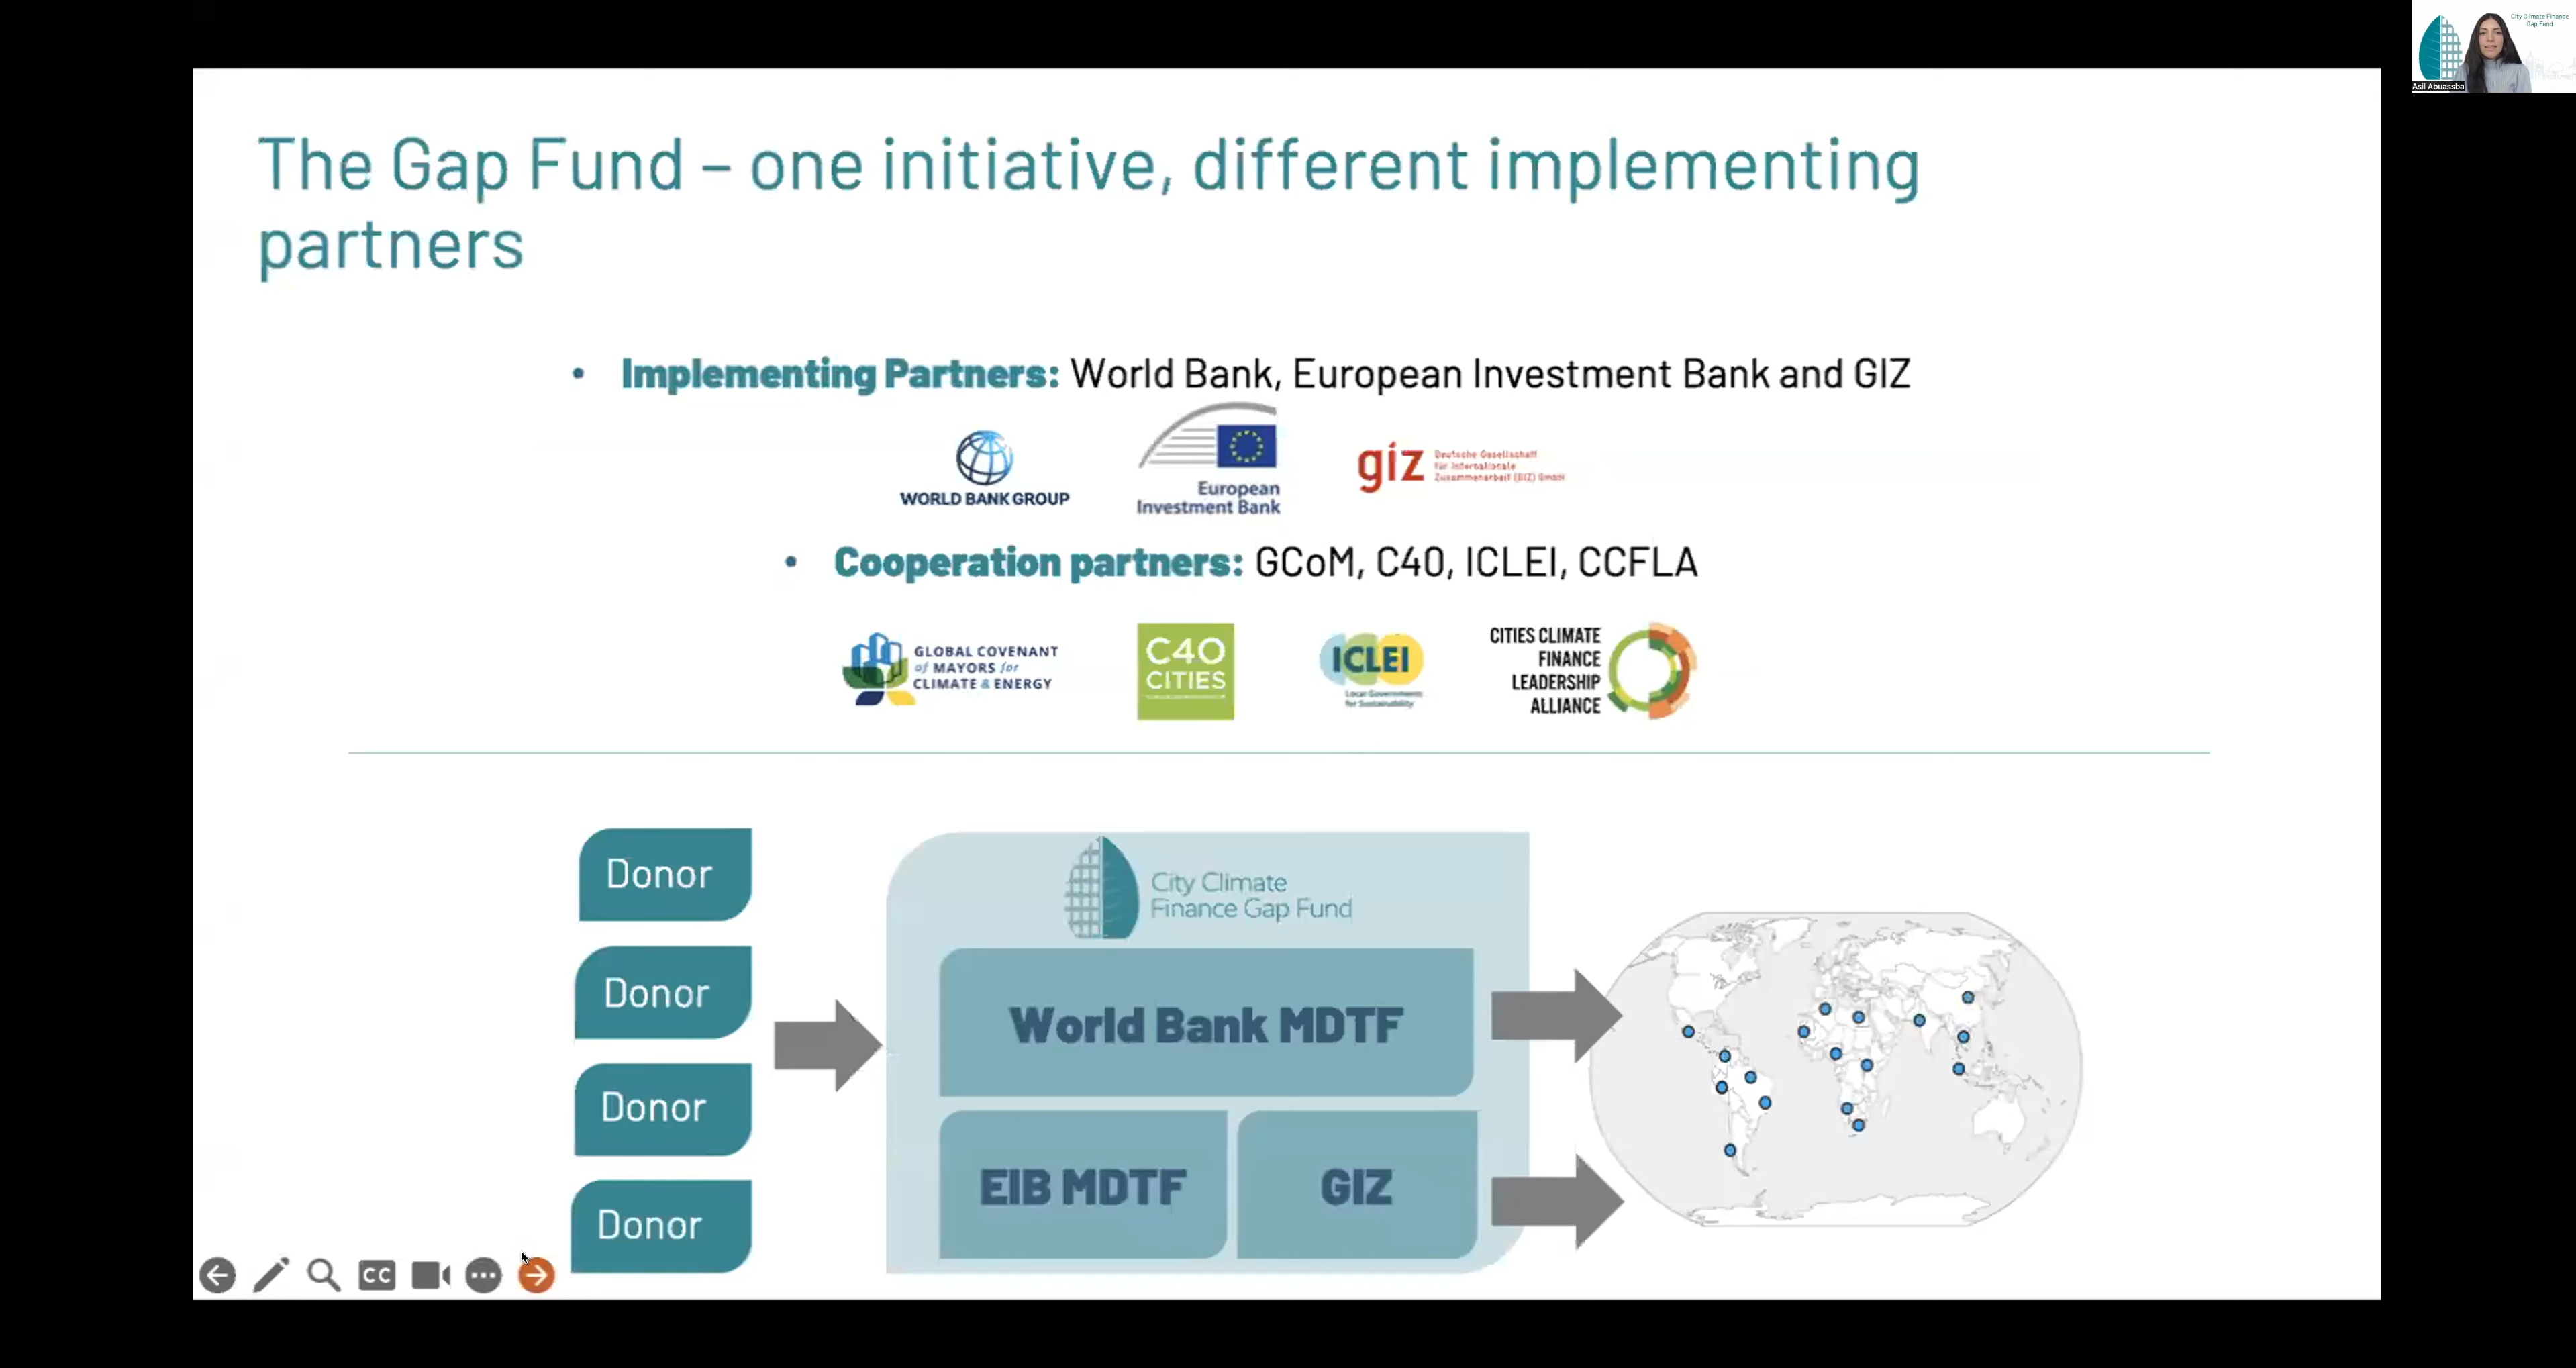 City Climate Finance
Gap Fund
Asil Abuassba
The Gap Fund – one initiative, different implementing
partners
• Implementing Partners: World Bank, European Investment Bank and GIZ
WORLD BANK GROUP
European
Investment Bank
giz
Deutsche Gesellschaft
für Internationale
Zusammenarbeit (GIZ) GmbH
• Cooperation partners: GCoM, C40, ICLEI, CCFLA
GLOBAL COVENANT
of MAYORS for
CLIMATE & ENERGY
C40
CITIES
ICLEI
Local Governments
for Sustainability
CITIES CLIMATE
FINANCE
LEADERSHIP
ALLIANCE
Donor
Donor
Donor
Donor
City Climate
Finance Gap Fund
World Bank MDTF
EIB MDTF
GIZ
CC